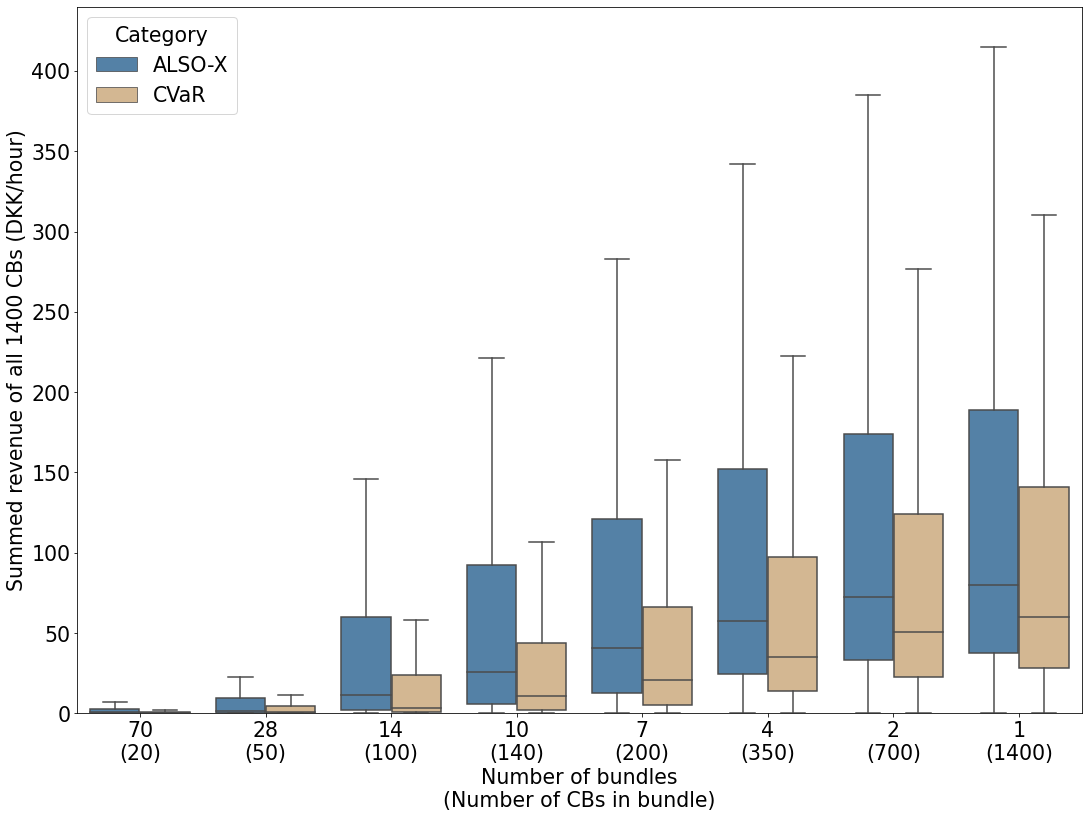 Category
ALSO-X
CVaR
Summed revenue of all 1400 CBs (DKK/hour)
400
350
300
250
200
150
100
50
0
70 28 14 10 7 4 2 1
(20) (50) (100) (140) (200) (350) (700) (1400)
Number of bundles
(Number of CBs in bundle)